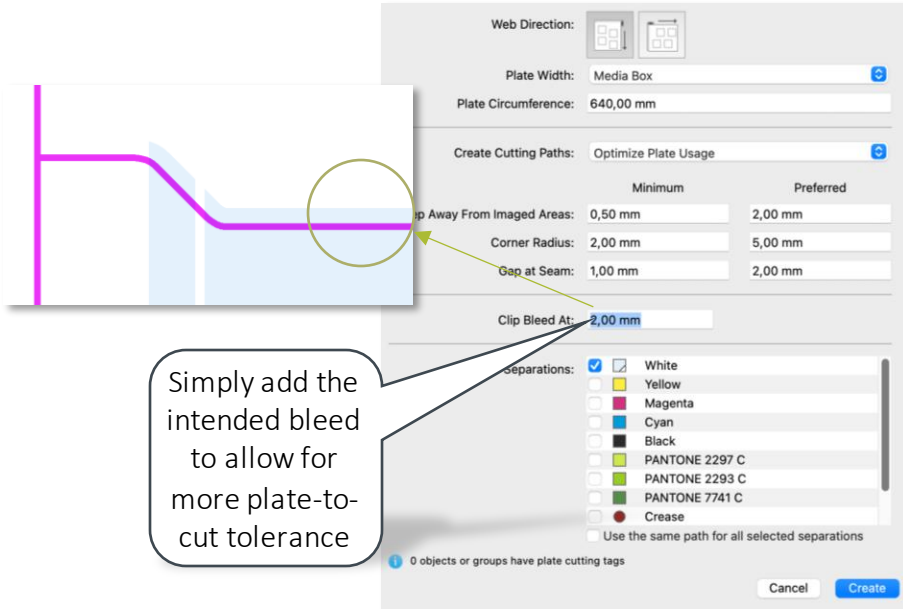 Web Direction:
Plate Width: Media Box
Plate Circumference: 640,00 mm
Create Cutting Paths: Optimize Plate Usage
Minimum Preferred
Away From Imaged Areas: 0,50 mm 2,00 mm
Corner Radius: 2,00 mm 5,00 mm
Gap at Seam: 1,00 mm 2,00 mm
Clip Bleed At: 2,00 mm
Simply add the
intended bleed
to allow for
more plate-to-
cut tolerance
Separations: White
Yellow
Magenta
Cyan
Black
PANTONE 2297 C
PANTONE 2293 C
PANTONE 7741 C
Crease
Use the same path for all selected separations
0 objects or groups have plate cutting tags
Cancel Create